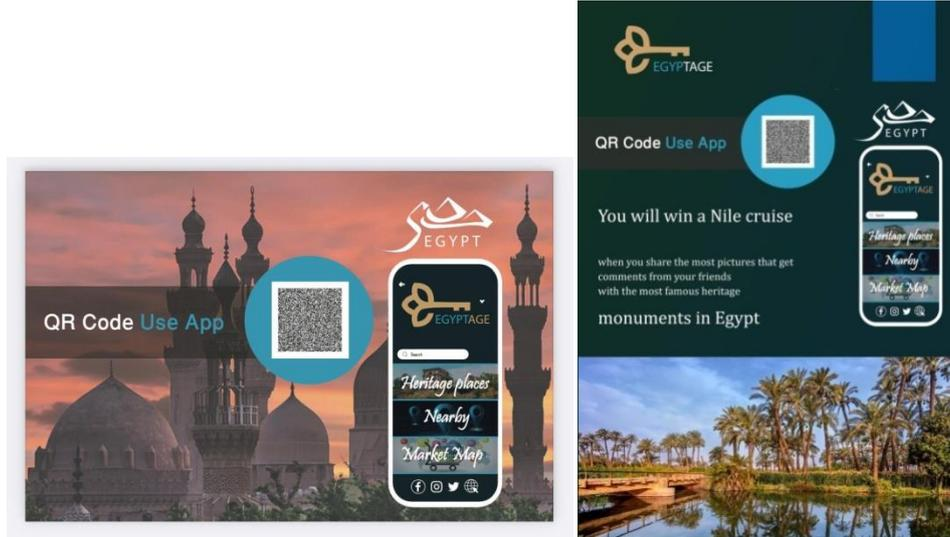 QR Code Use App
EGYPT
EGYPTAGE
Search
Heritage places
Nearby
Market Map
EGYPTAGE
QR Code Use App
You will win a Nile cruise
when you share the most pictures that get
comments from your friends
with the most famous heritage
monuments in Egypt
EGYPT
EGYPTAGE
Search
Heritage places
Nearby
Market Map